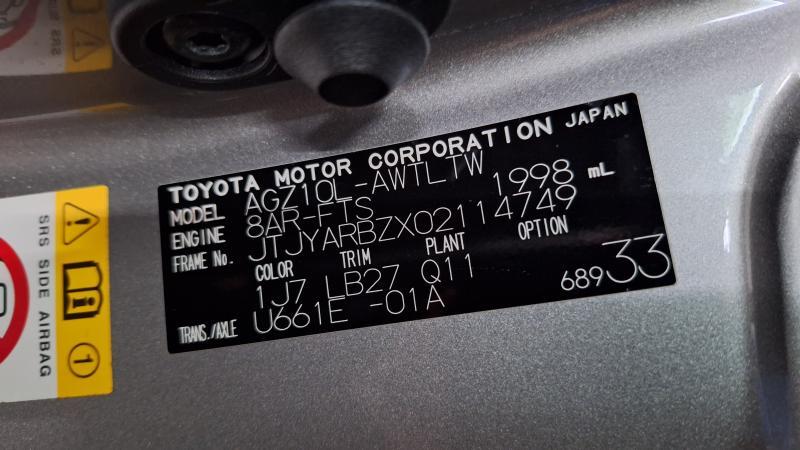 TOYOTA MOTOR CORPORATION JAPAN
MODEL AGZ10L-AWTLTW
ENGINE 8AR-FTS 1998 mL
FRAME No. JTJYARBZX02114749
COLOR TRIM PLANT OPTION
1J7 LB27 Q11
TRANS./AXLE U661E -01A
68933
SRS SIDE AIRBAG
1